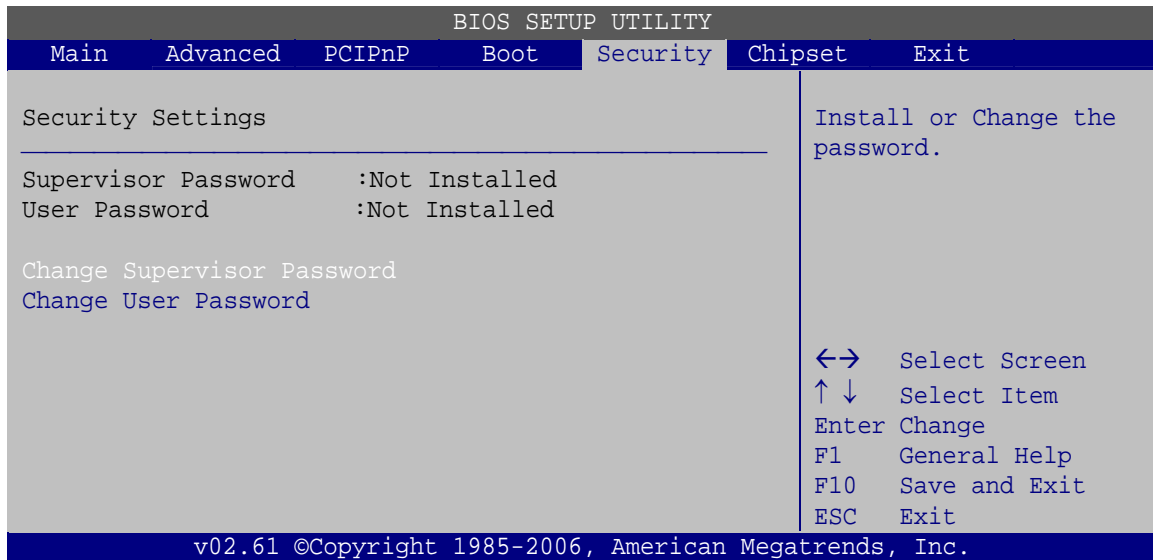 BIOS SETUP UTILITY
Main Advanced PCIPnP Boot Security Chipset Exit
Security Settings
Supervisor Password :Not Installed
User Password :Not Installed
Change Supervisor Password
Change User Password
Install or Change the
password.
←→ Select Screen
↑↓ Select Item
Enter Change
F1 General Help
F10 Save and Exit
ESC Exit
v02.61 ©Copyright 1985-2006, American Megatrends, Inc.